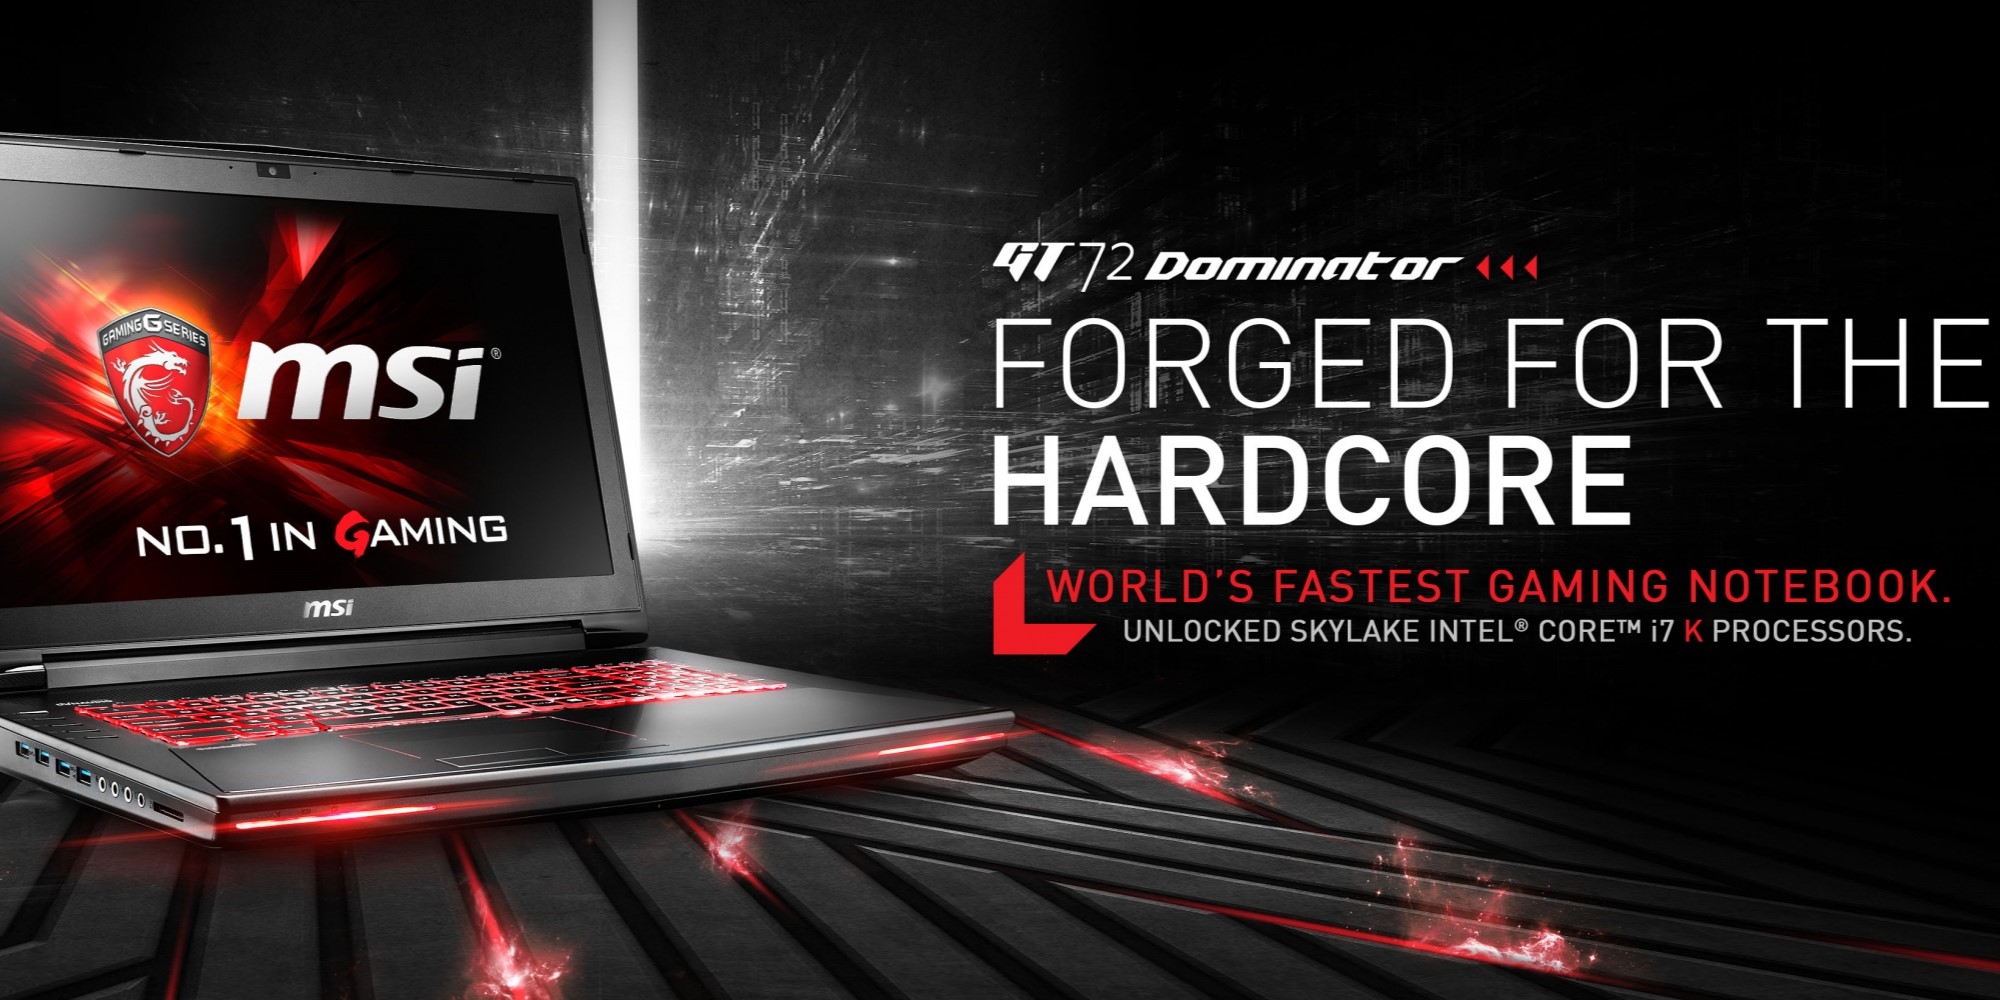 GAMING G SERIES
msi®
NO.1 IN GAMING
msi
GT72 Dominator
FORGED FOR THE
HARDCORE
WORLD'S FASTEST GAMING NOTEBOOK.
UNLOCKED SKYLAKE INTEL® CORE™ i7 K PROCESSORS.